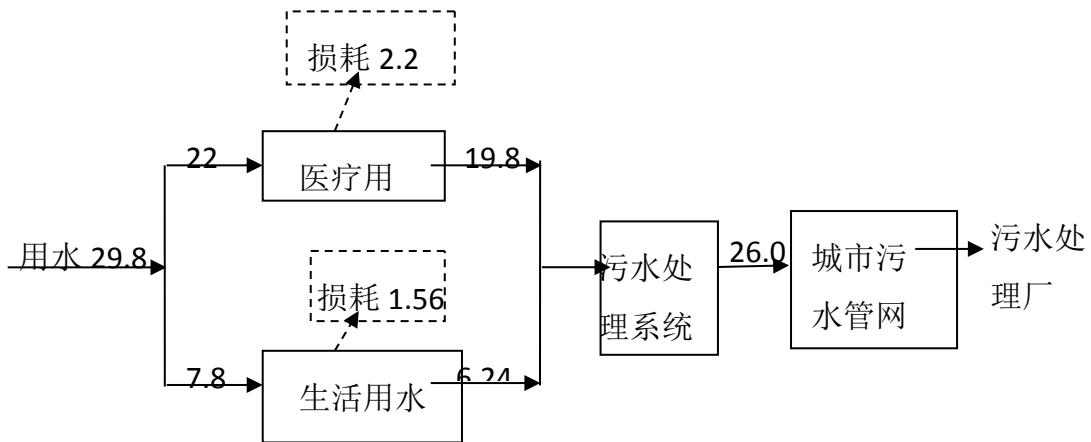 损耗 2.2
22
医疗用
19.8
用水 29.8
损耗 1.56
7.8
生活用水
6.24
污水处
理系统
26.0
城市污
水管网
污水处
理厂